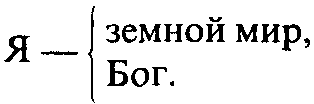 Я — { земной мир,
Бог.